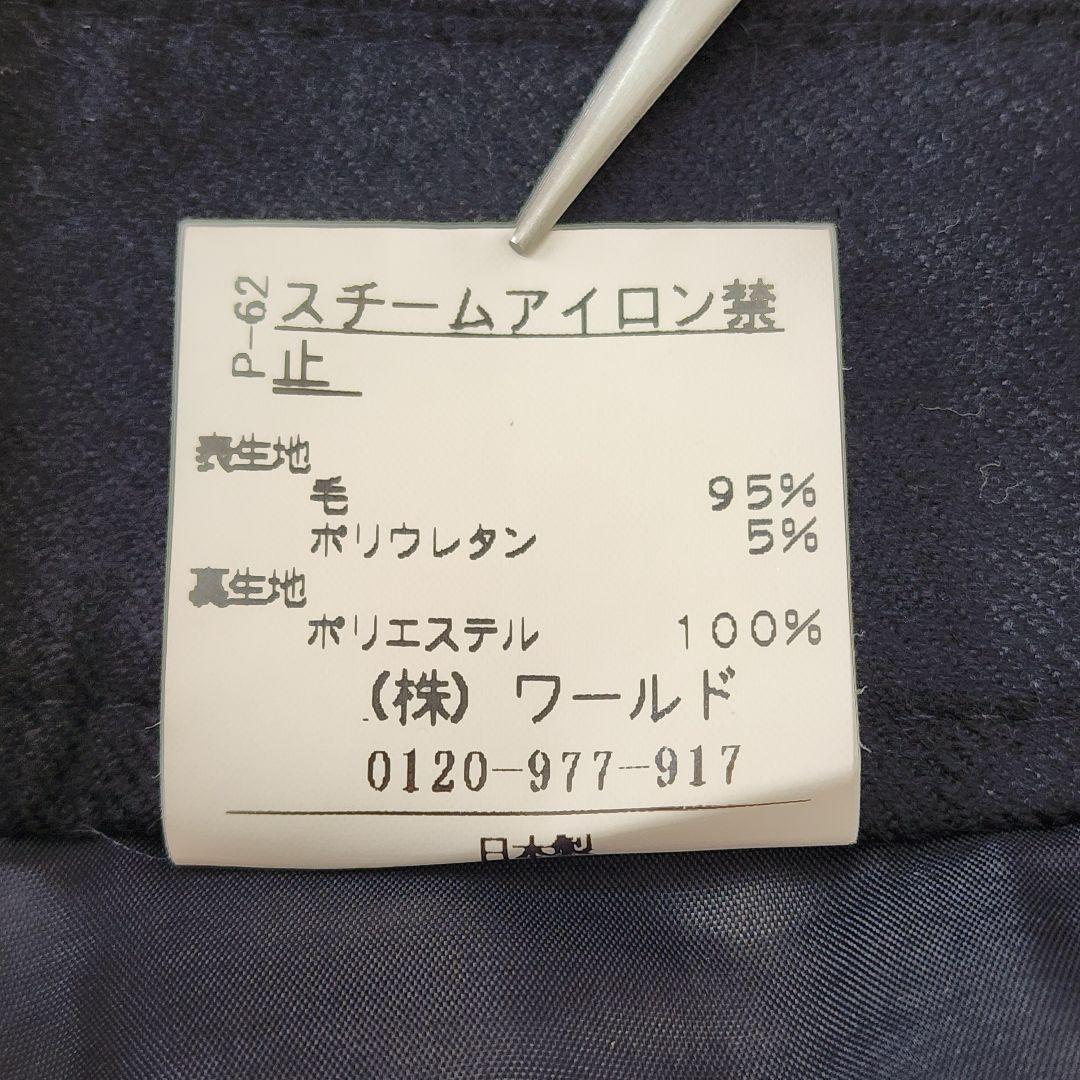 P-62
スチームアイロン禁
止
表生地
毛 95%
ポリウレタン 5%
裏生地
ポリエステル 100%
(株) ワールド
0120-977-917
日本製